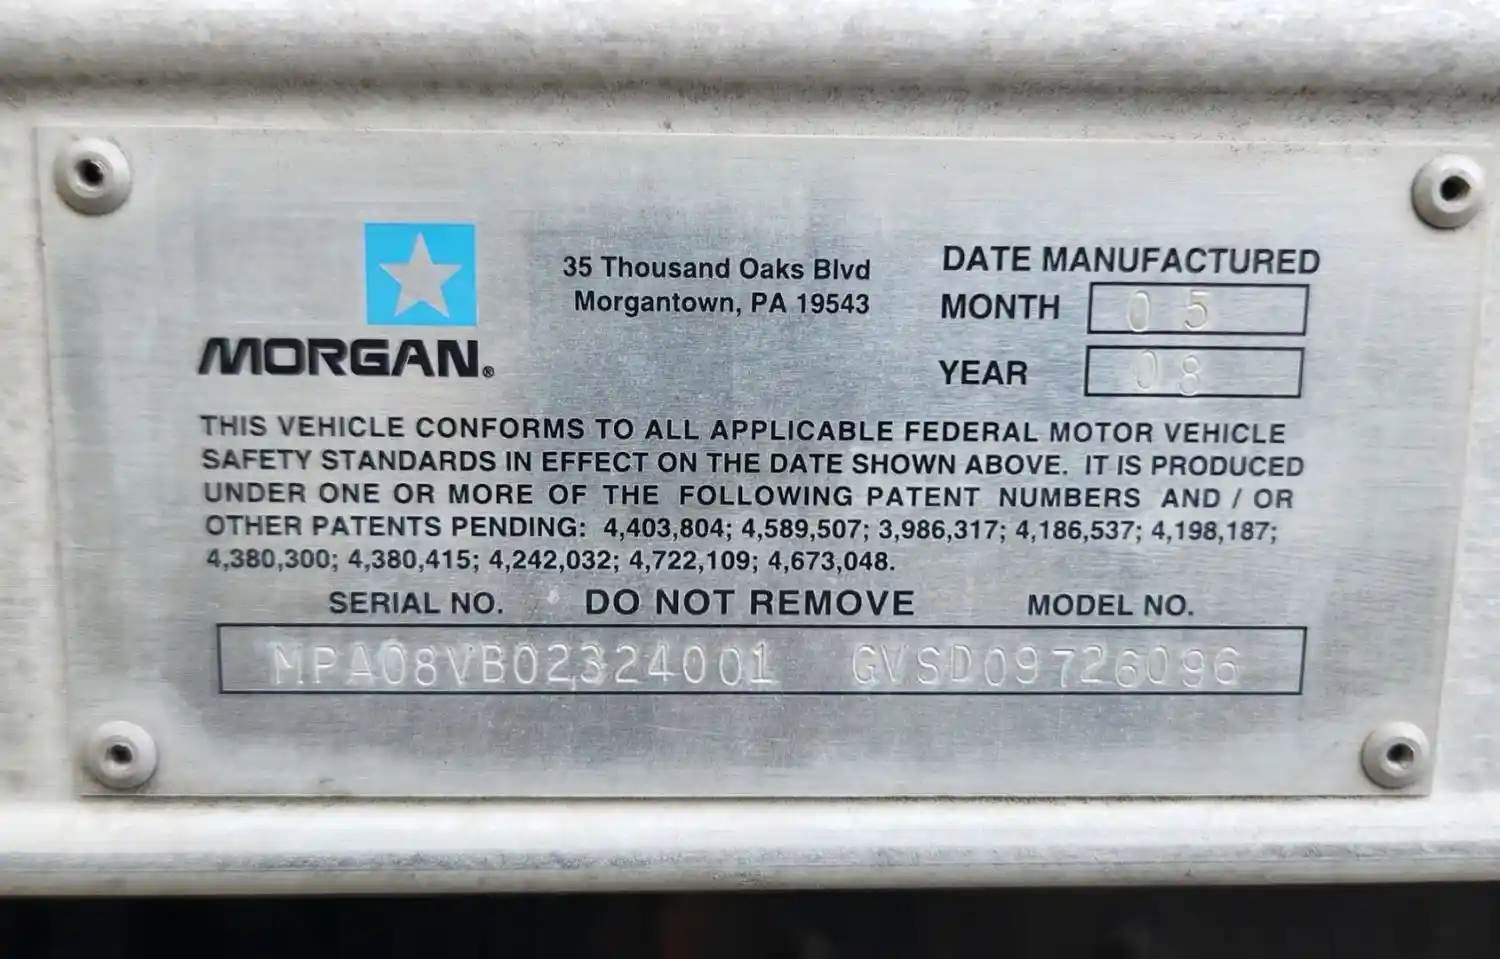 MORGAN®
35 Thousand Oaks Blvd
Morgantown, PA 19543
DATE MANUFACTURED
MONTH 05
YEAR 08
THIS VEHICLE CONFORMS TO ALL APPLICABLE FEDERAL MOTOR VEHICLE
SAFETY STANDARDS IN EFFECT ON THE DATE SHOWN ABOVE. IT IS PRODUCED
UNDER ONE OR MORE OF THE FOLLOWING PATENT NUMBERS AND / OR
OTHER PATENTS PENDING: 4,403,804; 4,589,507; 3,986,317; 4,186,537; 4,198,187;
4,380,300; 4,380,415; 4,242,032; 4,722,109; 4,673,048.
SERIAL NO. DO NOT REMOVE MODEL NO.
MPA08VB02324001 GVSD09726096